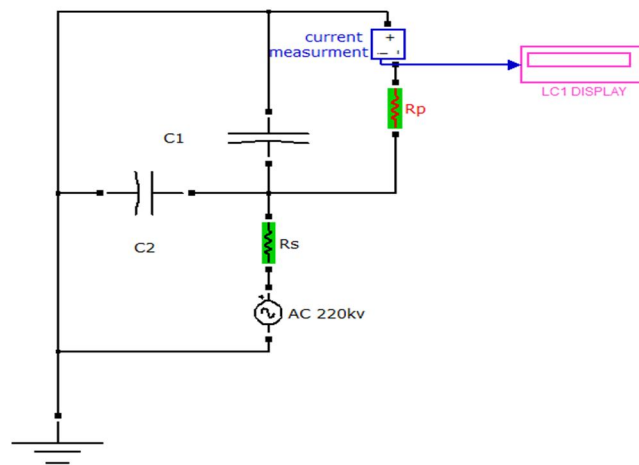 current
measurment
+
LC1 DISPLAY
Rp
C1
C2
Rs
+
AC 220kv